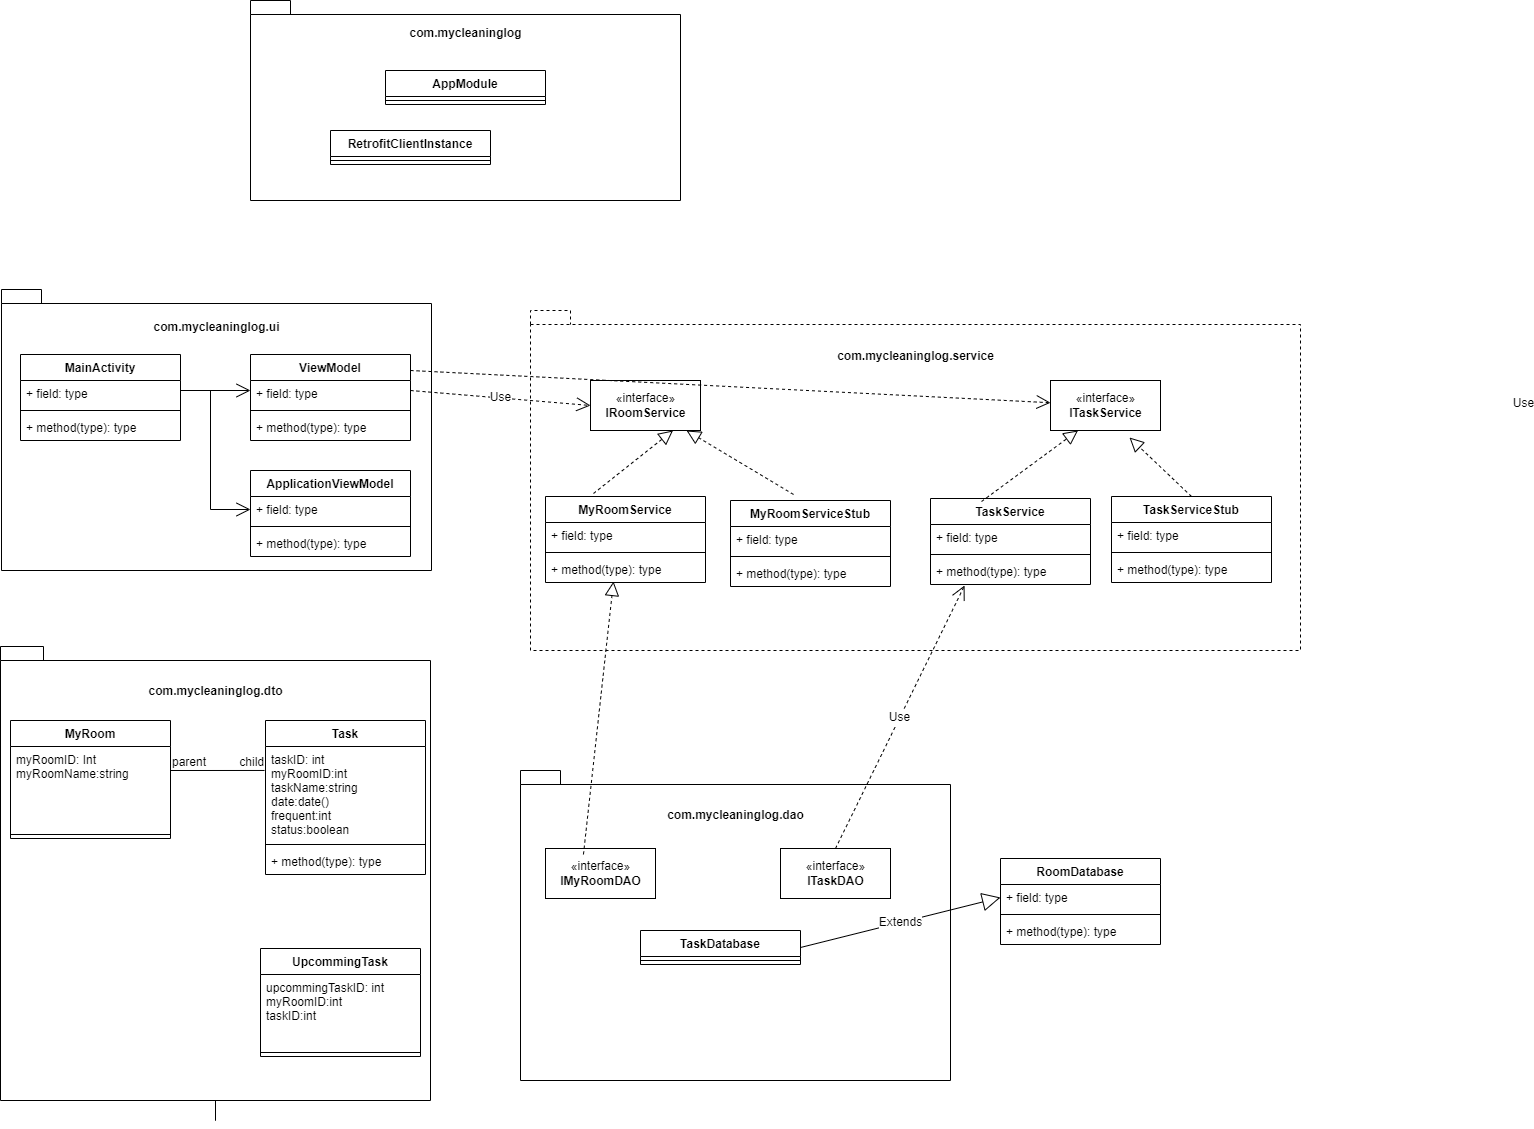 com.mycleaninglog
AppModule
RetrofitClientInstance
com.mycleaninglog.ui
MainActivity
+ field: type
+ method(type): type
ViewModel
+ field: type
+ method(type): type
ApplicationViewModel
+ field: type
+ method(type): type
Use
com.mycleaninglog.service
«interface»
IRoomService
«interface»
ITaskService
Use
MyRoomService
+ field: type
+ method(type): type
MyRoomServiceStub
+ field: type
+ method(type): type
TaskService
+ field: type
+ method(type): type
TaskServiceStub
+ field: type
+ method(type): type
com.mycleaninglog.dto
MyRoom
myRoomID: Int
myRoomName:string
parent
child
Task
taskID: int
myRoomID:int
taskName:string
date:date()
frequent:int
status:boolean
+ method(type): type
UpcommingTask
upcommingTaskID: int
myRoomID:int
taskID:int
Use
com.mycleaninglog.dao
«interface»
IMyRoomDAO
«interface»
ITaskDAO
TaskDatabase
Extends
RoomDatabase
+ field: type
+ method(type): type